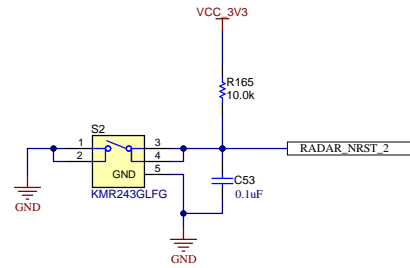 VCC_3V3
R165
10.0k
S2
1
2
3
4
5
GND
KMR243GLFG
RADAR_NRST_2
C53
0.1uF
GND
GND